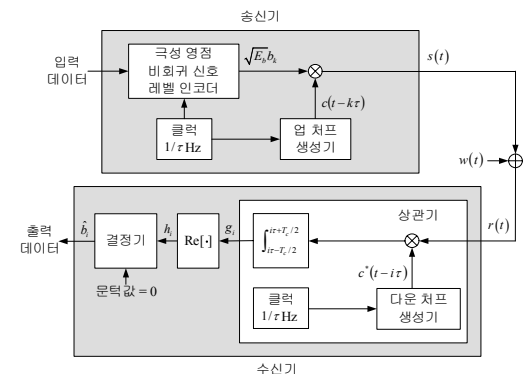 송신기
입력
데이터
극성 영점
비회귀 신호
레벨 인코더
√E_b b_k
s(t)
c(t−kτ)
클럭
1/τ Hz
업 처프
생성기
w(t)
출력
데이터
b̂_i
결정기
h_i
Re[·]
g_i
∫_{iτ−T_c/2}^{iτ+T_c/2}
상관기
r(t)
c*(t−iτ)
문턱값 = 0
클럭
1/τ Hz
다운 처프
생성기
수신기